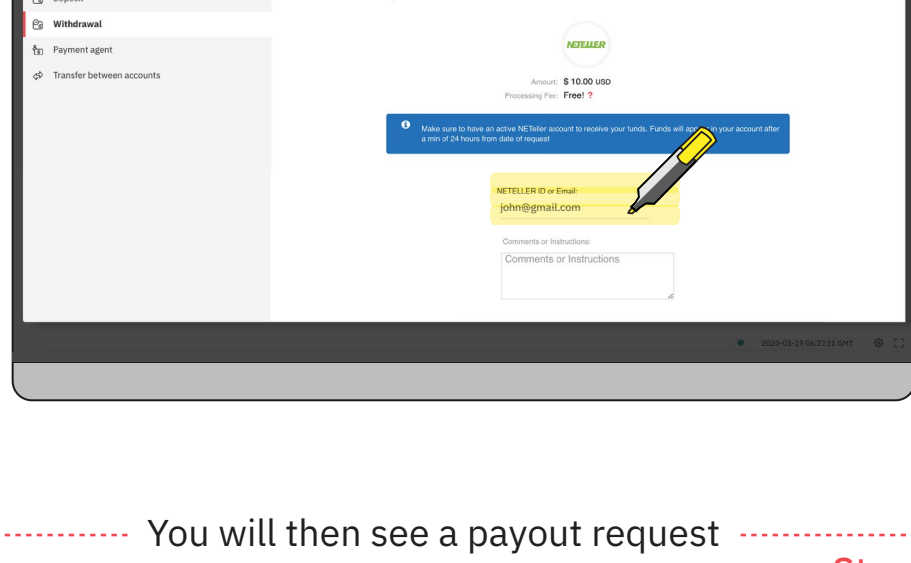 Withdrawal
Payment agent
Transfer between accounts
NETELLER
Amount: $ 10.00 USD
Processing Fee: Free! ?
Make sure to have an active NETeller account to receive your funds. Funds will appear in your account after
a min of 24 hours from date of request
NETELLER ID or Email:
john@gmail.com
Comments or Instructions:
Comments or Instructions
2020-03-19 06:21:31 GMT
You will then see a payout request